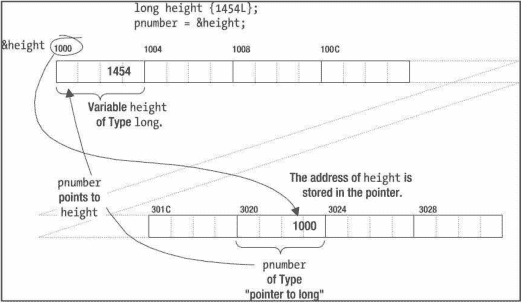 long height {1454L};
pnumber = &height;
&height 1000 1004 1008 100C
1454
Variable height
of Type long.
pnumber
points to
height
The address of height is
stored in the pointer.
301C 3020 3024 3028
1000
pnumber
of Type
"pointer to long"